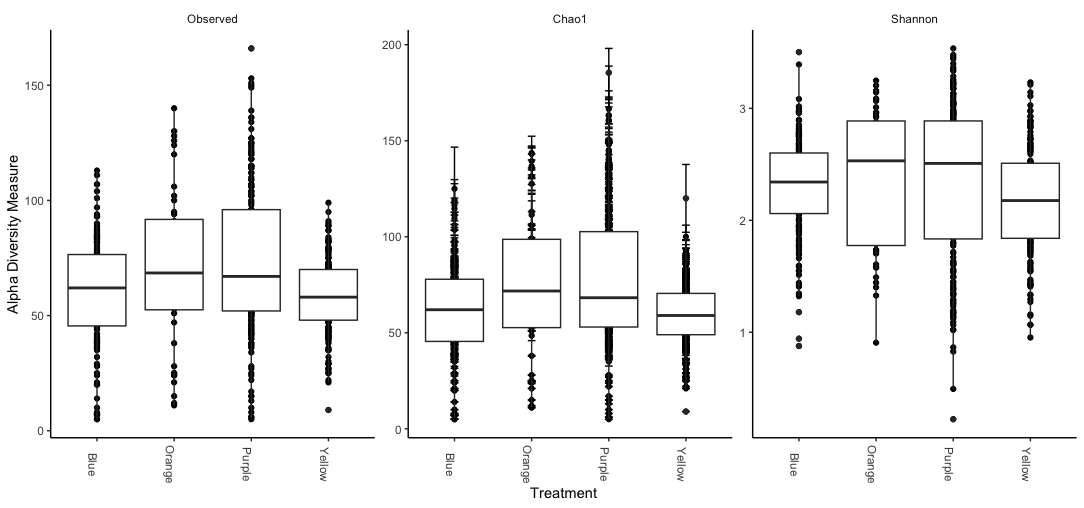 Observed
Chao1
Shannon
Alpha Diversity Measure
150
100
50
0
Blue
Orange
Purple
Yellow
200
150
100
50
0
Blue
Orange
Purple
Yellow
3
2
1
Blue
Orange
Purple
Yellow
Treatment